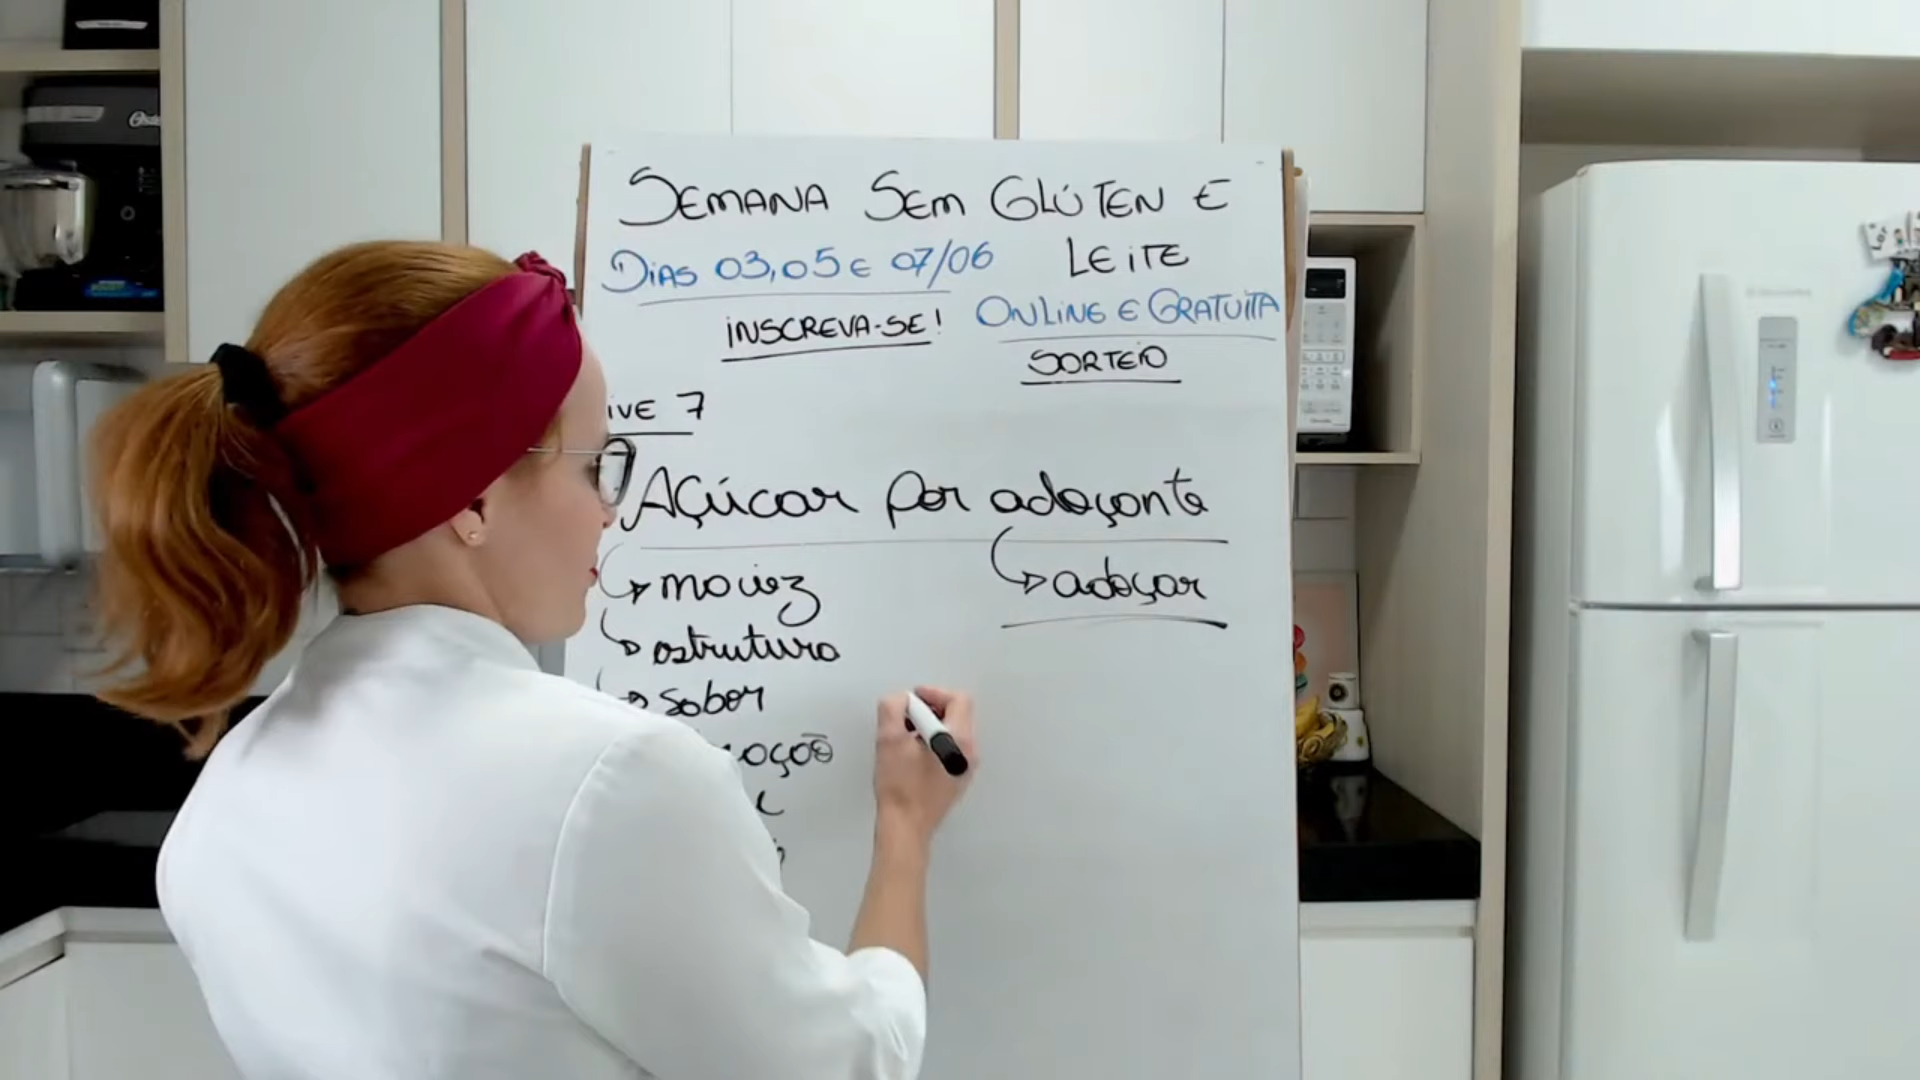 SEMANA SEM GLÚTEN E
LEITE
DIAS 03, 05 E 07/06
ONLINE E GRATUITA
INSCREVA-SE!
SORTEIO
IVE 7
AÇÚCAR POR adoçante
maciez
adoçar
estrutura
sabor
Oster